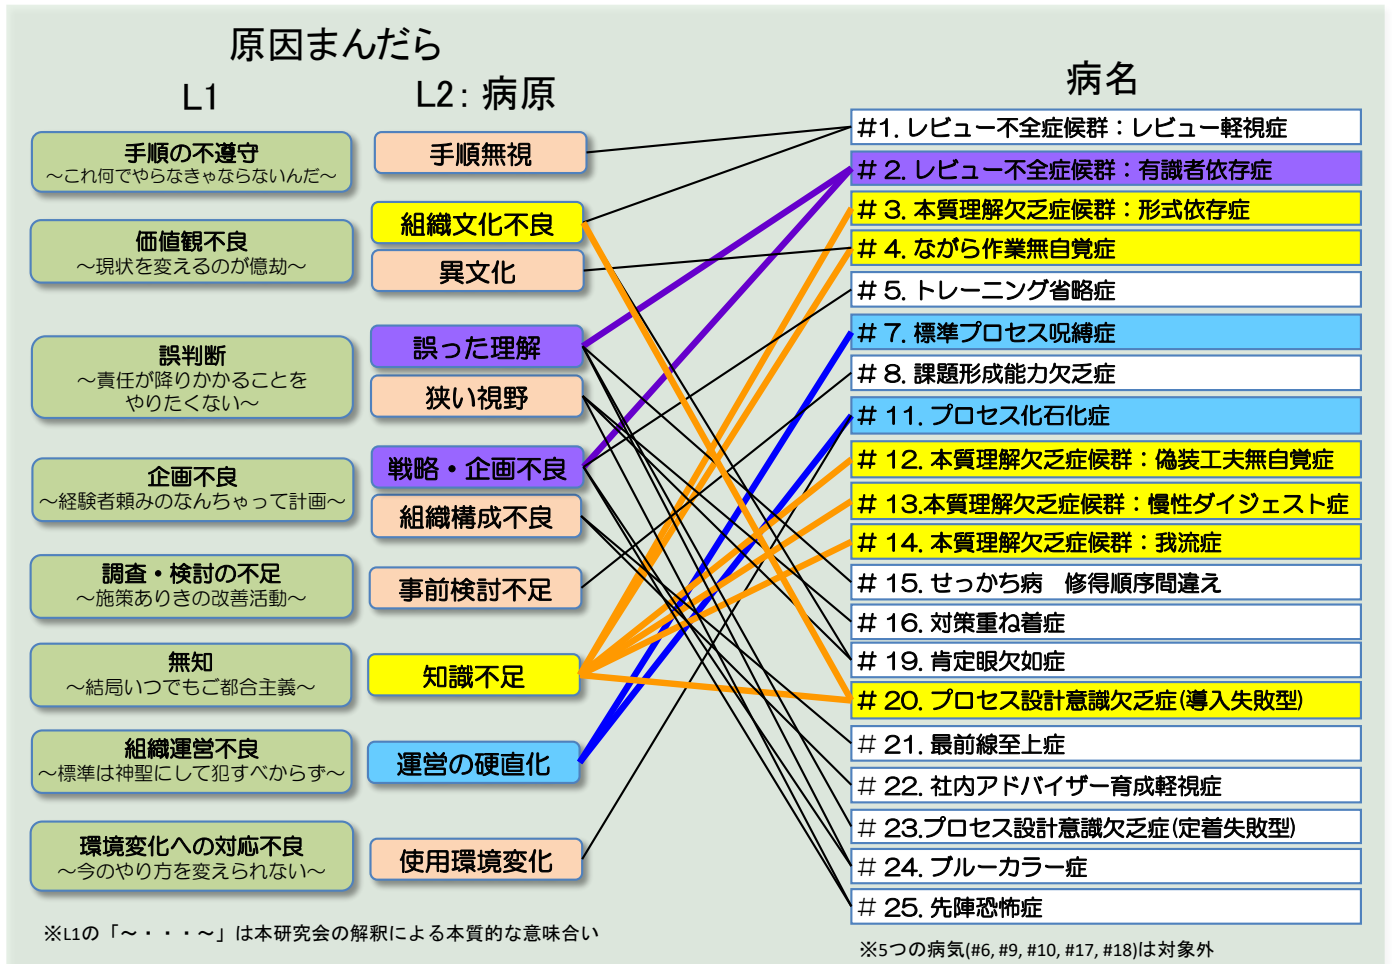 原因まんだら
L1
L2: 病原
病名
手順の不遵守
～これ何でやらなきゃならないんだ～
価値観不良
～現状を変えるのが億劫～
誤判断
～責任が降りかかることを
やりたくない～
企画不良
～経験者頼みのなんちゃって計画～
調査・検討の不足
～施策ありきの改善活動～
無知
～結局いつでもご都合主義～
組織運営不良
～標準は神聖にして犯すべからず～
環境変化への対応不良
～今のやり方を変えられない～
手順無視
組織文化不良
異文化
誤った理解
狭い視野
戦略・企画不良
組織構成不良
事前検討不足
知識不足
運営の硬直化
使用環境変化
#1. レビュー不全症候群：レビュー軽視症
# 2. レビュー不全症候群：有識者依存症
# 3. 本質理解欠乏症候群：形式依存症
# 4. ながら作業無自覚症
# 5. トレーニング省略症
# 7. 標準プロセス呪縛症
# 8. 課題形成能力欠乏症
# 11. プロセス化石化症
# 12. 本質理解欠乏症候群：偽装工夫無自覚症
# 13.本質理解欠乏症候群：慢性ダイジェスト症
# 14. 本質理解欠乏症候群：我流症
# 15. せっかち病　修得順序間違え
# 16. 対策重ね着症
# 19. 肯定眼欠如症
# 20. プロセス設計意識欠乏症(導入失敗型)
# 21. 最前線至上症
# 22. 社内アドバイザー育成軽視症
# 23.プロセス設計意識欠乏症(定着失敗型)
# 24. ブルーカラー症
# 25. 先陣恐怖症
※L1の「～・・・～」は本研究会の解釈による本質的な意味合い
※5つの病気(#6, #9, #10, #17, #18)は対象外